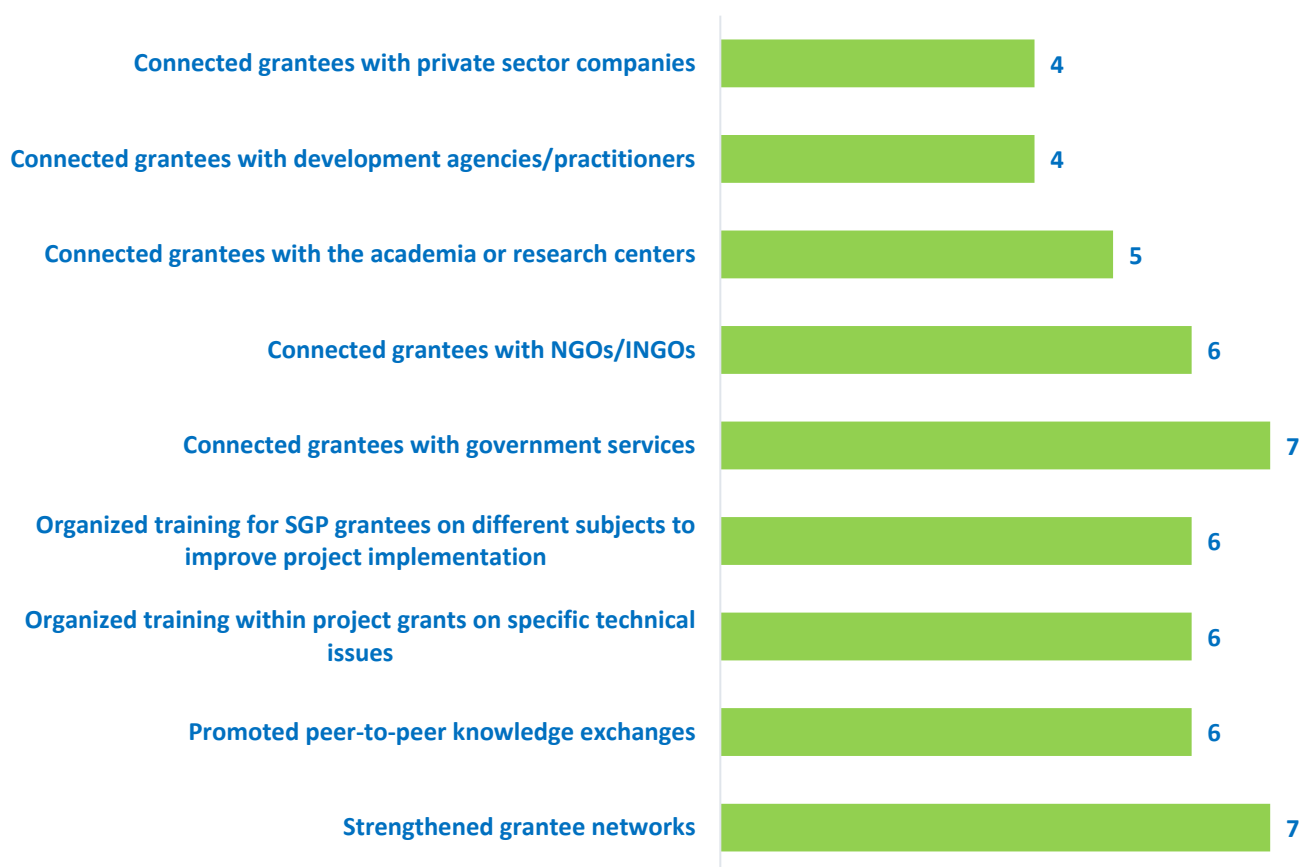 Connected grantees with private sector companies
4
Connected grantees with development agencies/practitioners
4
Connected grantees with the academia or research centers
5
Connected grantees with NGOs/INGOs
6
Connected grantees with government services
7
Organized training for SGP grantees on different subjects to
improve project implementation
6
Organized training within project grants on specific technical
issues
6
Promoted peer-to-peer knowledge exchanges
6
Strengthened grantee networks
7